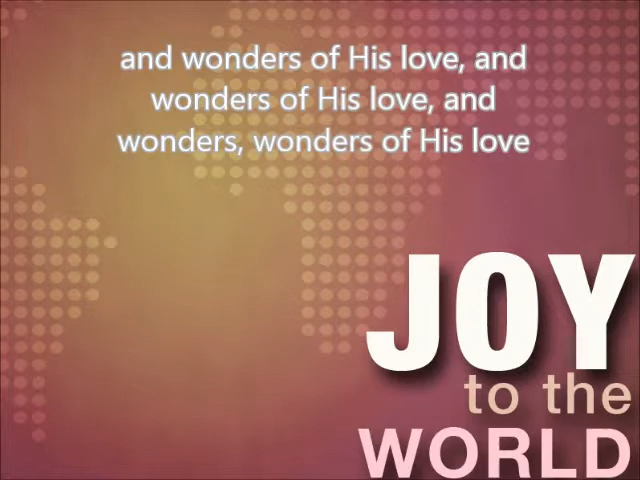 and wonders of His love, and
wonders of His love, and
wonders, wonders of His love
JOY
to the
WORLD